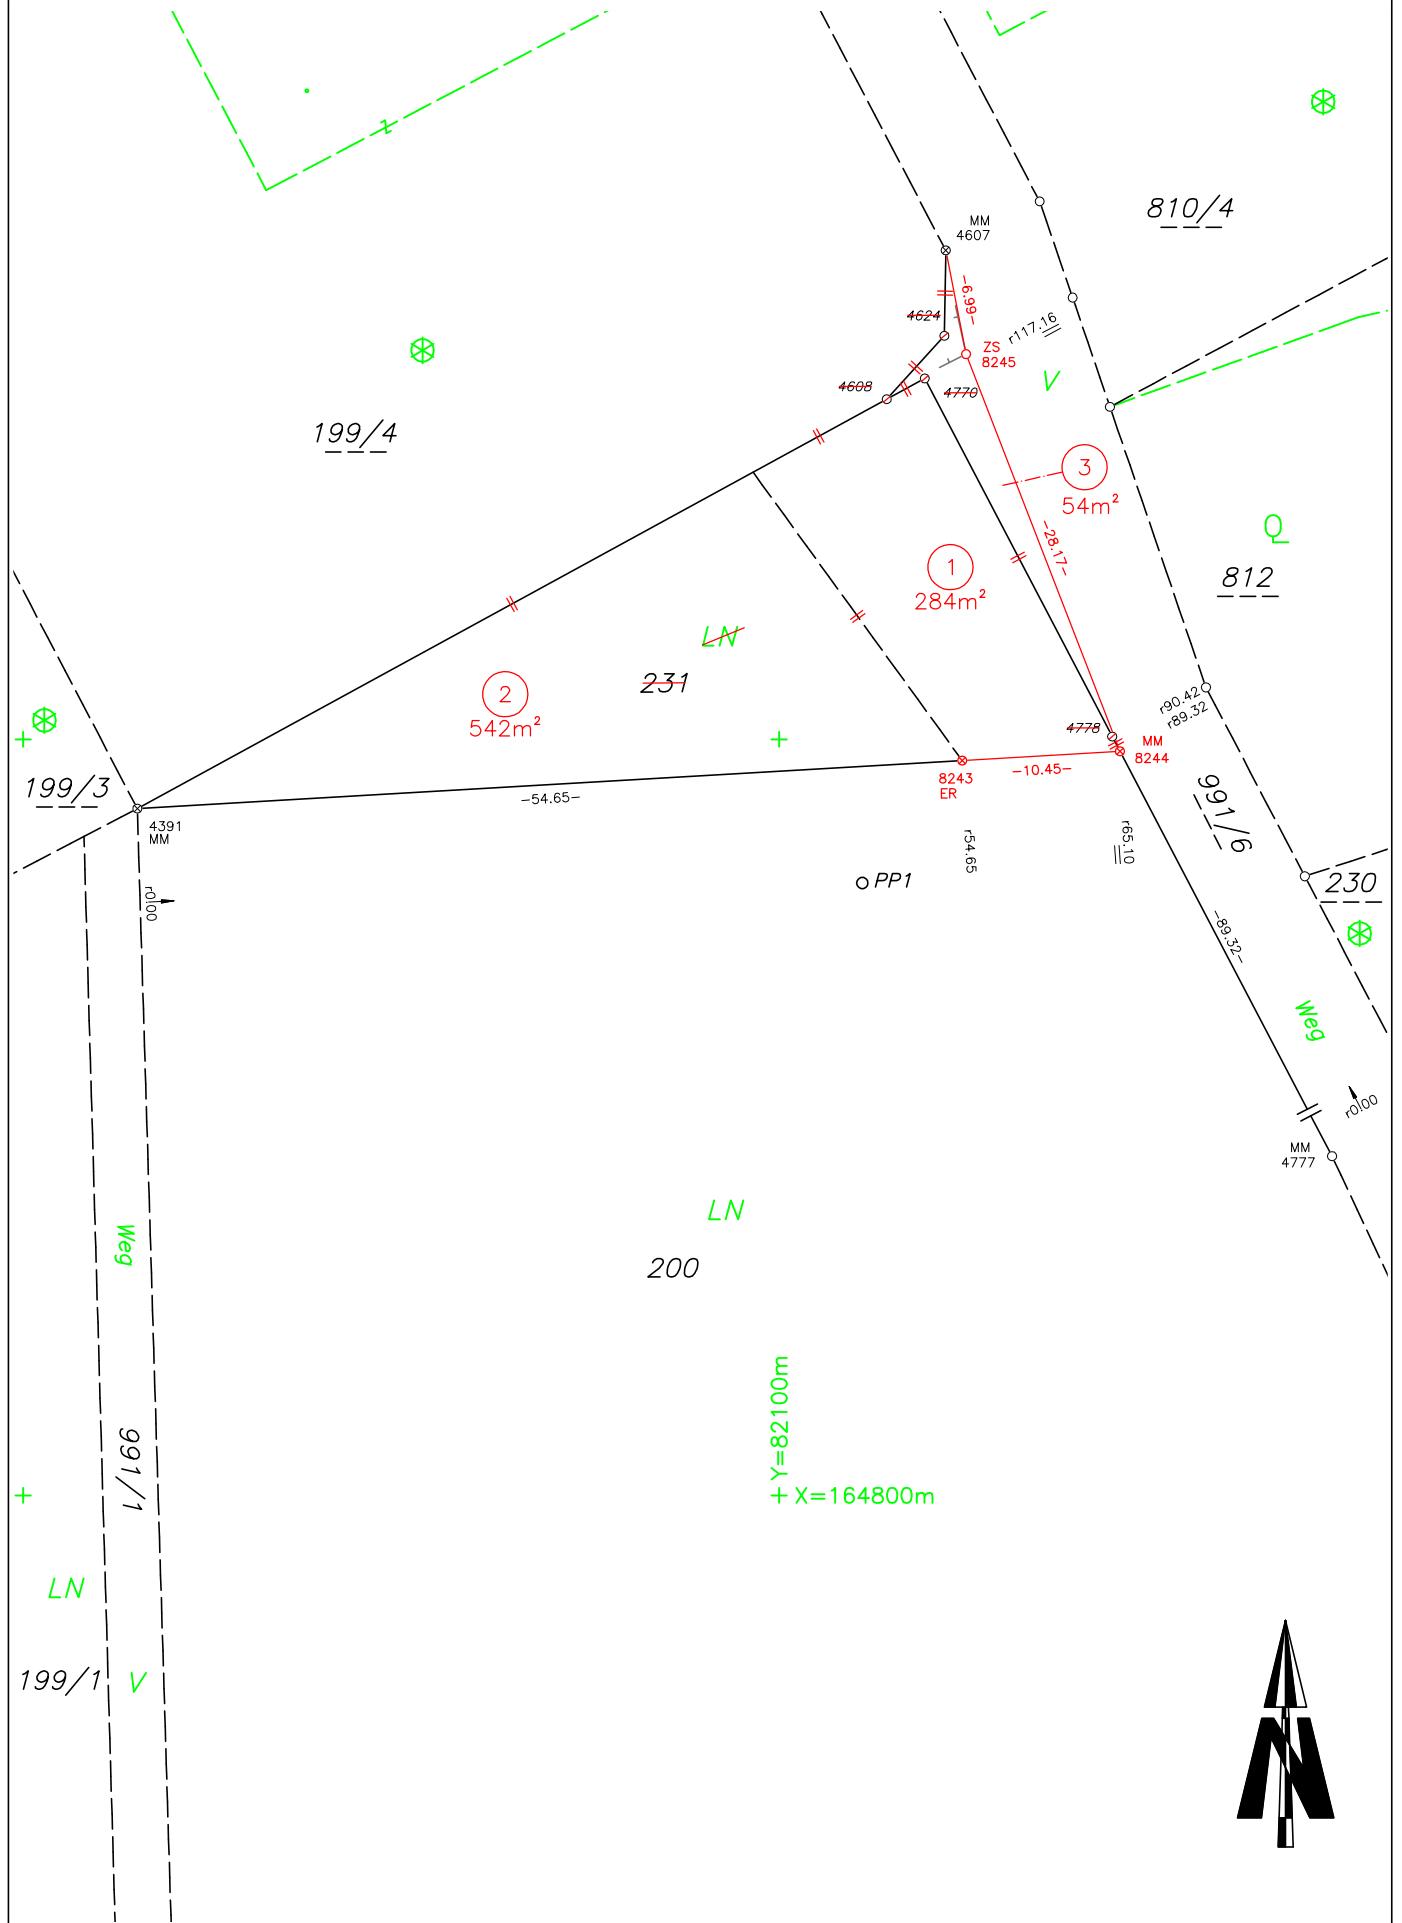 z
810/4
MM
4607
-6.99-
4624
r117.16
ZS
8245
V
4608
4770
199/4
3
54m²
-28.17-
Q
812
1
284m²
LN
231
2
542m²
r90.42
r89.32
4778
MM
8244
199/3
8243
ER
-10.45-
-54.65-
4391
MM
991/6
r54.65
r65.10
PP1
230
r0.00
-89.32-
Weg
r0.00
MM
4777
LN
200
Weg
991/1
Y=82100m
X=164800m
LN
199/1
V
N